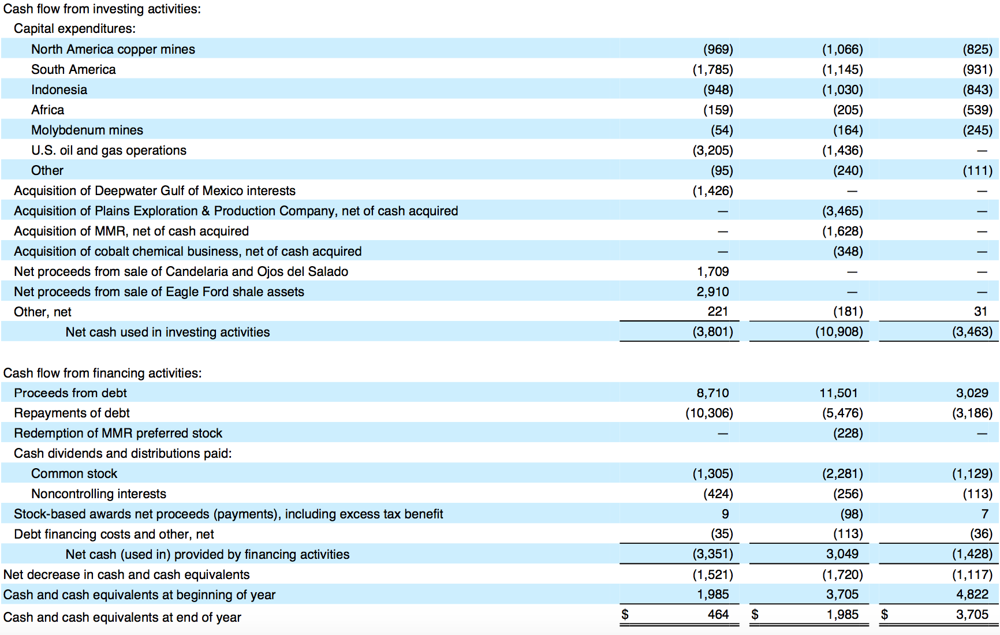 Cash flow from investing activities:
Capital expenditures:
North America copper mines (969) (1,066) (825)
South America (1,785) (1,145) (931)
Indonesia (948) (1,030) (843)
Africa (159) (205) (539)
Molybdenum mines (54) (164) (245)
U.S. oil and gas operations (3,205) (1,436) —
Other (95) (240) (111)
Acquisition of Deepwater Gulf of Mexico interests (1,426) — —
Acquisition of Plains Exploration & Production Company, net of cash acquired — (3,465) —
Acquisition of MMR, net of cash acquired — (1,628) —
Acquisition of cobalt chemical business, net of cash acquired — (348) —
Net proceeds from sale of Candelaria and Ojos del Salado 1,709 — —
Net proceeds from sale of Eagle Ford shale assets 2,910 — —
Other, net 221 (181) 31
Net cash used in investing activities (3,801) (10,908) (3,463)
Cash flow from financing activities:
Proceeds from debt 8,710 11,501 3,029
Repayments of debt (10,306) (5,476) (3,186)
Redemption of MMR preferred stock — (228) —
Cash dividends and distributions paid:
Common stock (1,305) (2,281) (1,129)
Noncontrolling interests (424) (256) (113)
Stock-based awards net proceeds (payments), including excess tax benefit 9 (98) 7
Debt financing costs and other, net (35) (113) (36)
Net cash (used in) provided by financing activities (3,351) 3,049 (1,428)
Net decrease in cash and cash equivalents (1,521) (1,720) (1,117)
Cash and cash equivalents at beginning of year 1,985 3,705 4,822
Cash and cash equivalents at end of year $ 464 $ 1,985 $ 3,705